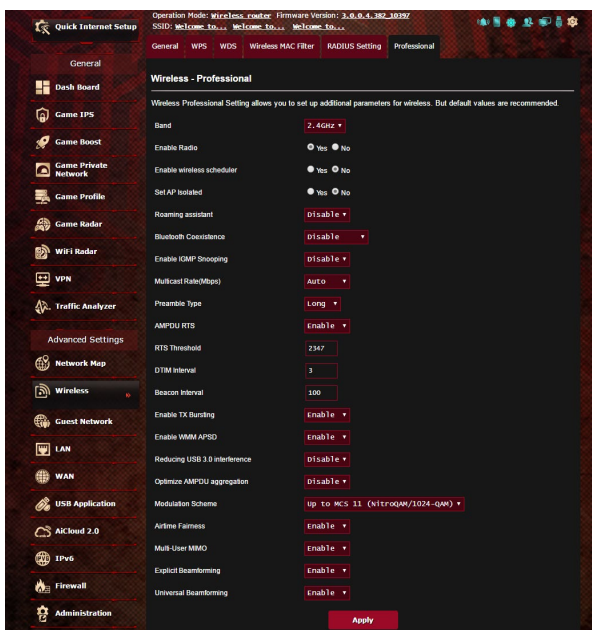 Quick Internet Setup
General
Dash Board
Game IPS
Game Boost
Game Private
Network
Game Profile
Game Radar
WiFi Radar
VPN
Traffic Analyzer
Advanced Settings
Network Map
Wireless
Guest Network
LAN
WAN
USB Application
AiCloud 2.0
IPv6
Firewall
Administration
Operation Mode: Wireless router Firmware Version: 3.0.0.4.382_10397
SSID: Welcome to... Welcome to... Welcome to...
General WPS WDS Wireless MAC Filter RADIUS Setting Professional
Wireless - Professional
Wireless Professional Setting allows you to set up additional parameters for wireless. But default values are recommended.
Band 2.4GHz
Enable Radio Yes No
Enable wireless scheduler Yes No
Set AP Isolated Yes No
Roaming assistant Disable
Bluetooth Coexistence Disable
Enable IGMP Snooping Disable
Multicast Rate(Mbps) Auto
Preamble Type Long
AMPDU RTS Enable
RTS Threshold 2347
DTIM Interval 3
Beacon Interval 100
Enable TX Bursting Enable
Enable WMM APSD Enable
Reducing USB 3.0 interference Disable
Optimize AMPDU aggregation Disable
Modulation Scheme Up to MCS 11 (NitroQAM/1024-QAM)
Airtime Fairness Enable
Multi-User MIMO Enable
Explicit Beamforming Enable
Universal Beamforming Enable
Apply